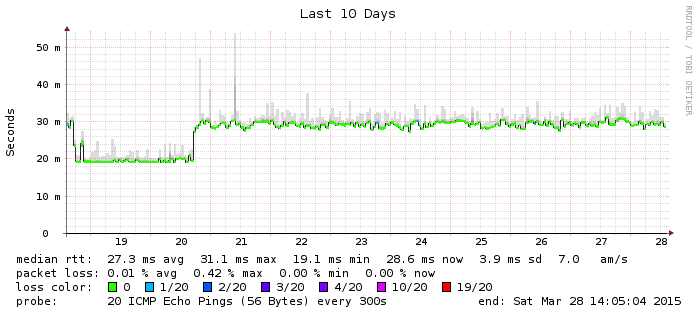 Last 10 Days
RRDTOOL / TOBI OETIKER
Seconds
50 m
40 m
30 m
20 m
10 m
0
19 20 21 22 23 24 25 26 27 28
median rtt: 27.3 ms avg 31.1 ms max 19.1 ms min 28.6 ms now 3.9 ms sd 7.0 am/s
packet loss: 0.01 % avg 0.42 % max 0.00 % min 0.00 % now
loss color: 0 1/20 2/20 3/20 4/20 10/20 19/20
probe: 20 ICMP Echo Pings (56 Bytes) every 300s end: Sat Mar 28 14:05:04 2015